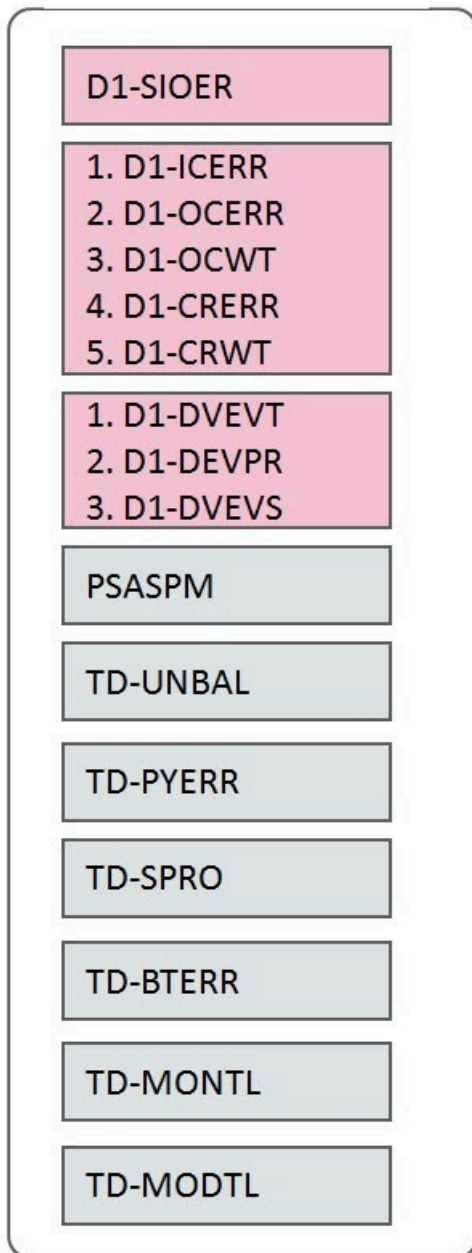 D1-SIOER
1. D1-ICERR
2. D1-OCERR
3. D1-OCWT
4. D1-CRERR
5. D1-CRWT
1. D1-DVEVT
2. D1-DEVPR
3. D1-DVEVS
PSASPM
TD-UNBAL
TD-PYERR
TD-SPRO
TD-BTERR
TD-MONTL
TD-MODTL